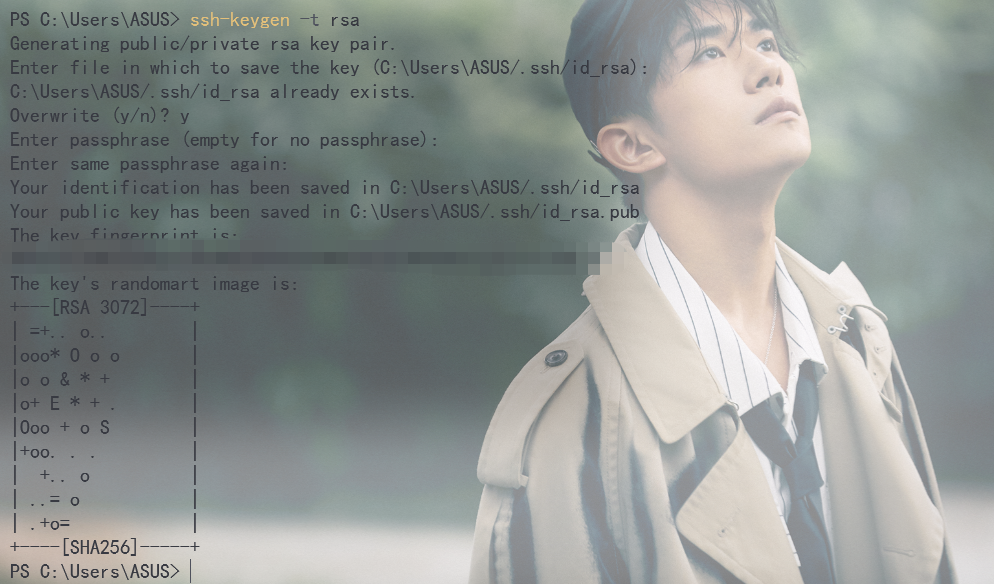 PS C:\Users\ASUS> ssh-keygen -t rsa
Generating public/private rsa key pair.
Enter file in which to save the key (C:\Users\ASUS/.ssh/id_rsa):
C:\Users\ASUS/.ssh/id_rsa already exists.
Overwrite (y/n)? y
Enter passphrase (empty for no passphrase):
Enter same passphrase again:
Your identification has been saved in C:\Users\ASUS/.ssh/id_rsa
Your public key has been saved in C:\Users\ASUS/.ssh/id_rsa.pub
The key fingerprint is:
The key's randomart image is:
+---[RSA 3072]----+
| =+.. o..        |
|ooo* O o o       |
|o o & * +        |
|o+ E * + .       |
|Ooo + o S        |
|+oo. . .         |
|  +.. o          |
| ..= o           |
| .+o=            |
+----[SHA256]-----+
PS C:\Users\ASUS>